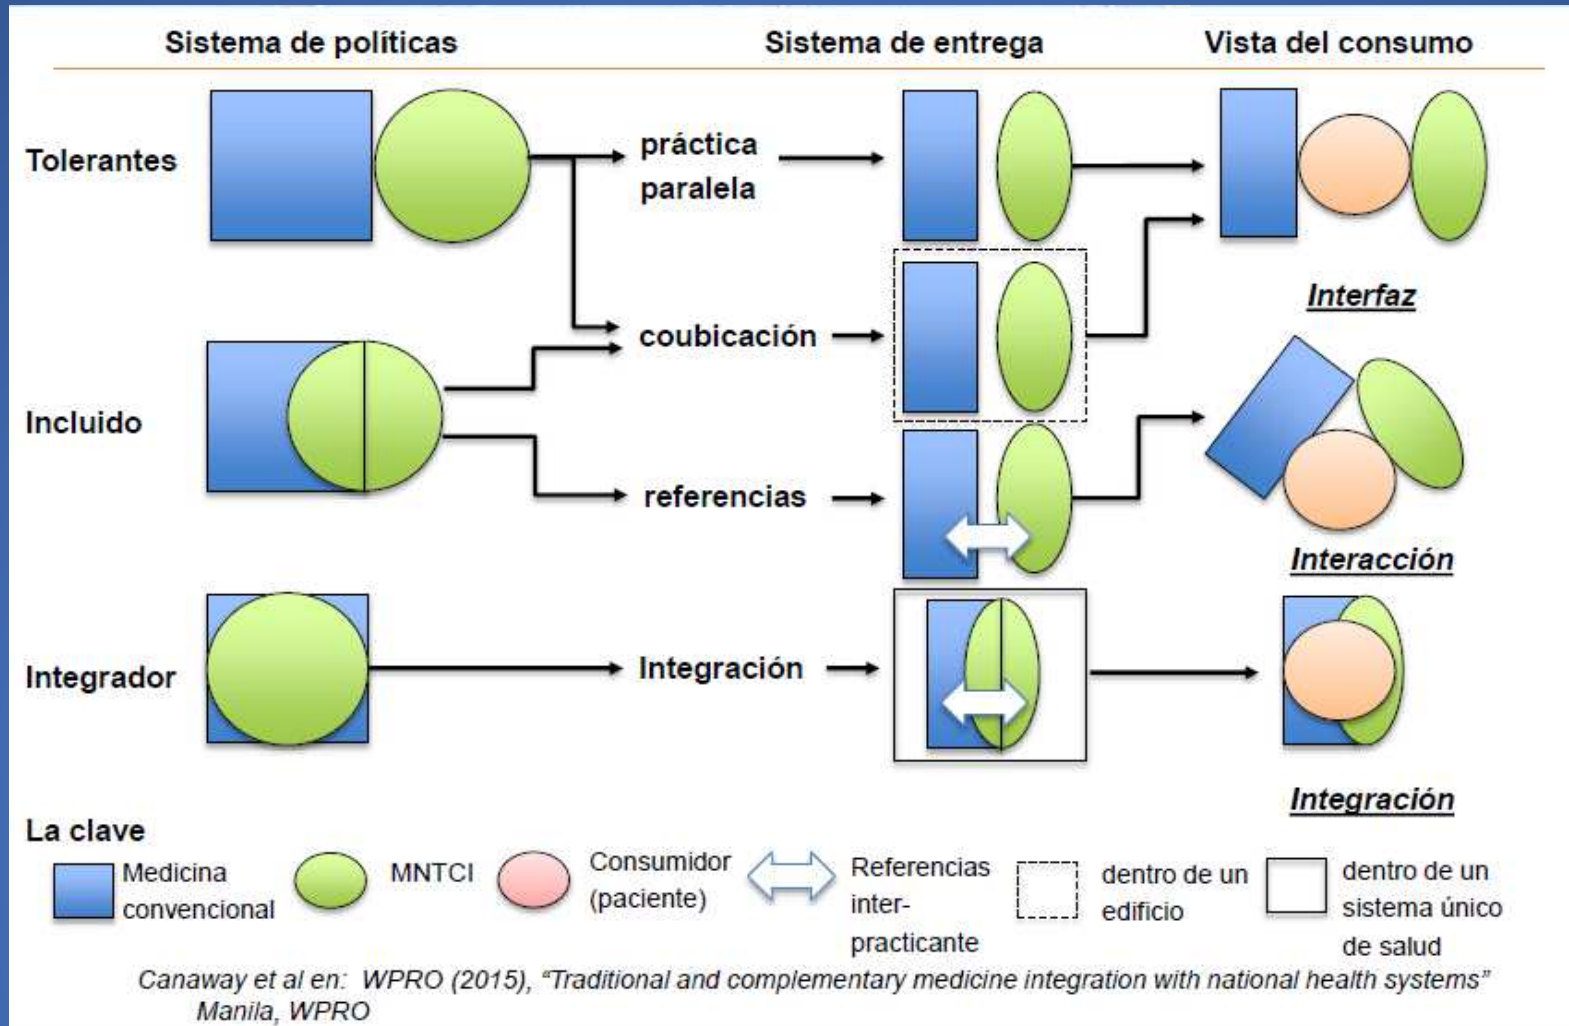 Sistema de políticas
Sistema de entrega
Vista del consumo
Tolerantes
práctica
paralela
Interfaz
coubicación
Incluido
referencias
Interacción
Integrador
Integración
Integración
La clave
Medicina
convencional
MNTCI
Consumidor
(paciente)
Referencias
inter-
practicante
dentro de un
edificio
dentro de un
sistema único
de salud
Canaway et al en: WPRO (2015), “Traditional and complementary medicine integration with national health systems”
Manila, WPRO